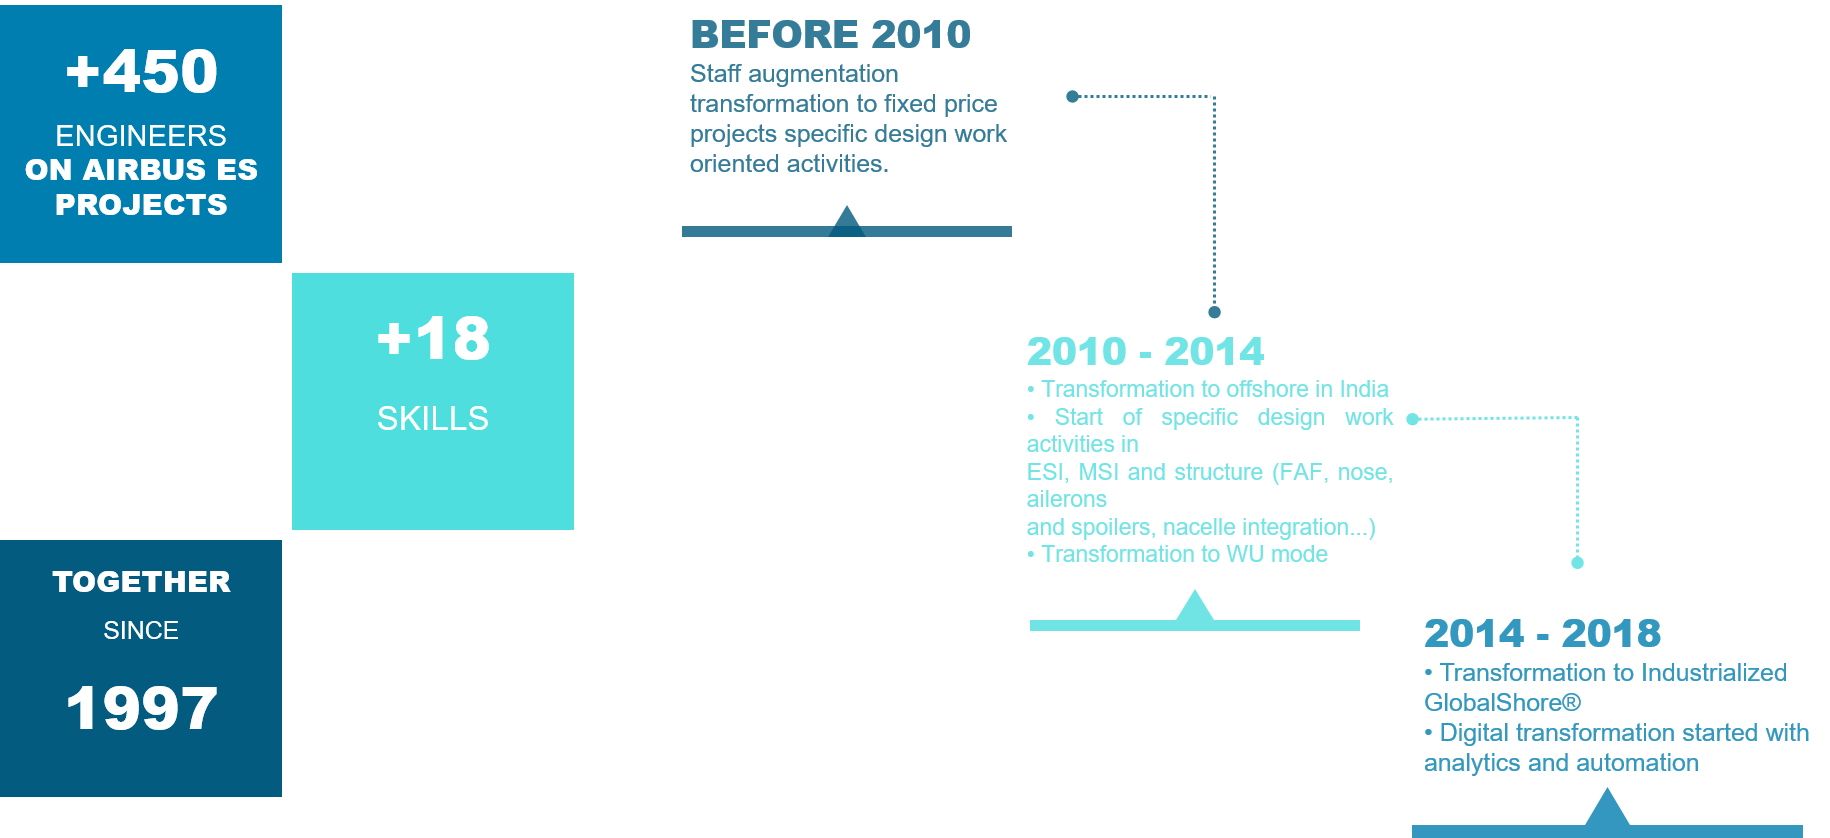 +450
ENGINEERS
ON AIRBUS ES
PROJECTS
+18
SKILLS
TOGETHER
SINCE
1997
BEFORE 2010
Staff augmentation
transformation to fixed price
projects specific design work
oriented activities.
2010 - 2014
• Transformation to offshore in India
• Start of specific design work
activities in
ESI, MSI and structure (FAF, nose,
ailerons
and spoilers, nacelle integration...)
• Transformation to WU mode
2014 - 2018
• Transformation to Industrialized
GlobalShore®
• Digital transformation started with
analytics and automation